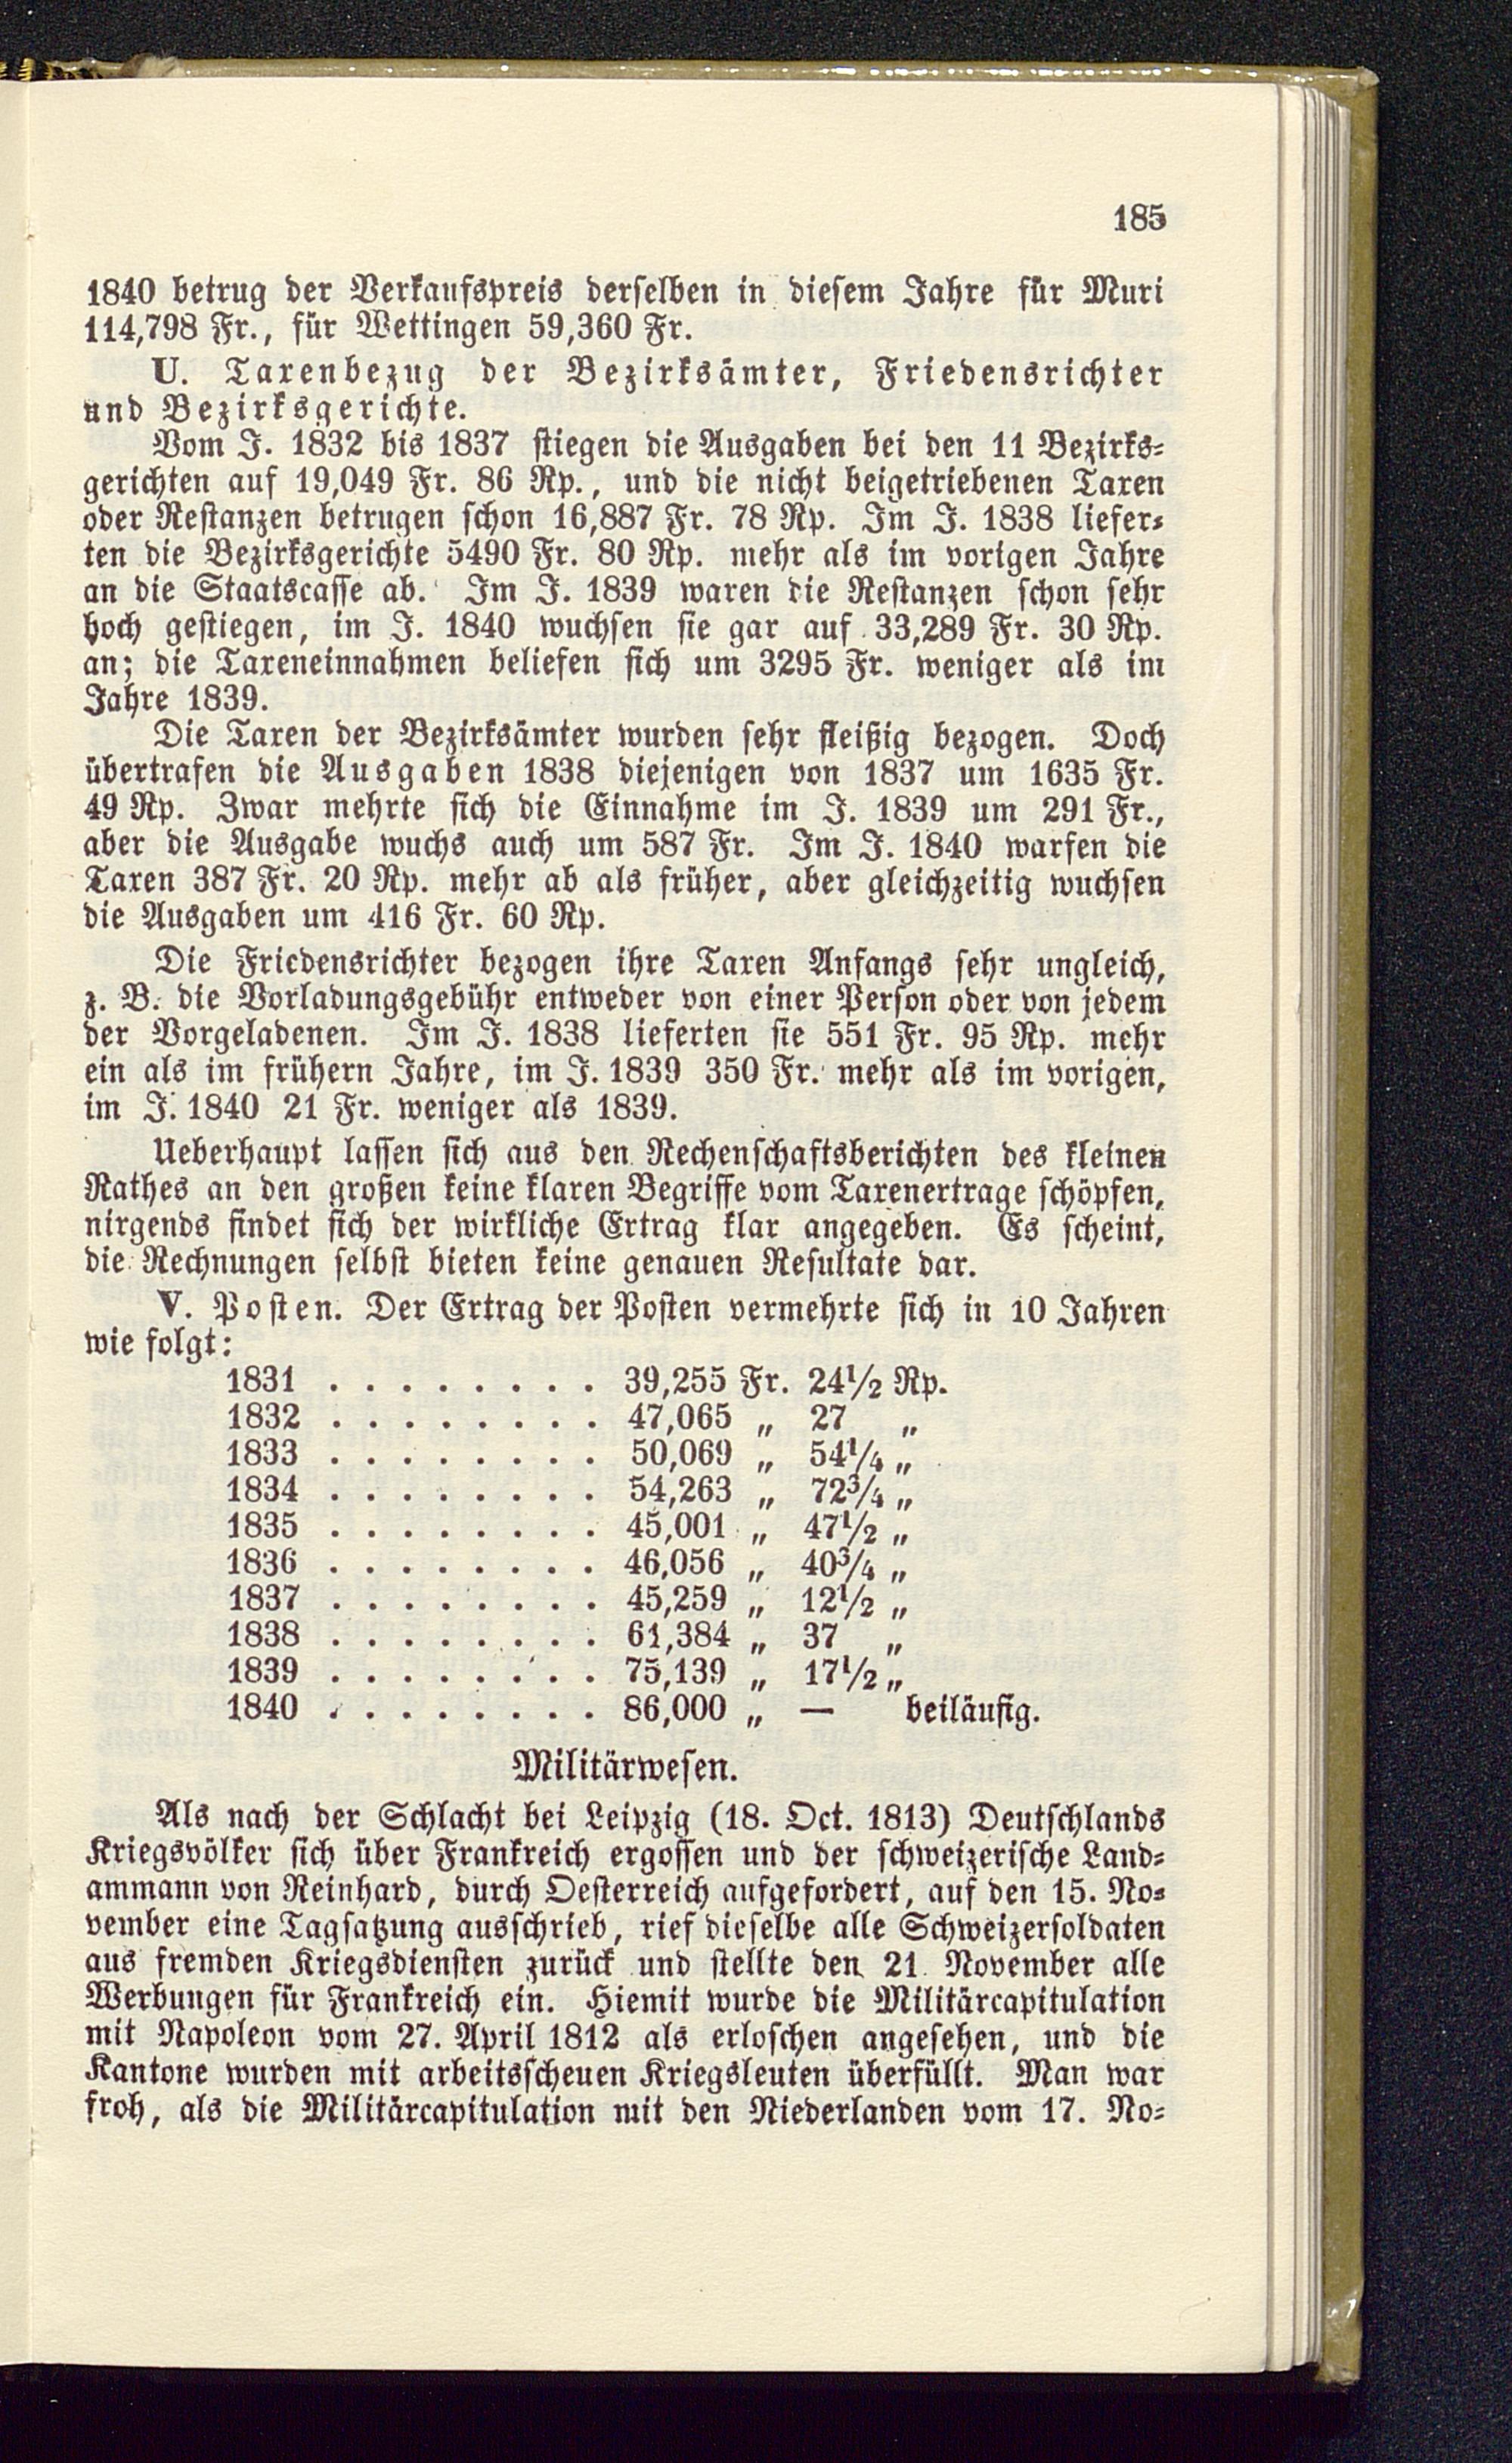 185
1840 betrug der Verkaufspreis derselben in diesem Jahre für Muri
114,798 Fr., für Wettingen 59,360 Fr.
U. Taxenbezug der Bezirksämter, Friedensrichter
und Bezirksgerichte.
Vom J. 1832 bis 1837 stiegen die Ausgaben bei den 11 Bezirks-
gerichten auf 19,049 Fr. 86 Rp., und die nicht beigetriebenen Taxen
oder Restanzen betrugen schon 16,887 Fr. 78 Rp. Im J. 1838 liefer-
ten die Bezirksgerichte 5490 Fr. 80 Rp. mehr als im vorigen Jahre
an die Staatscasse ab. Im J. 1839 waren die Restanzen schon sehr
hoch gestiegen, im J. 1840 wuchsen sie gar auf 33,289 Fr. 30 Rp.
an; die Taxeneinnahmen beliefen sich um 3295 Fr. weniger als im
Jahre 1839.
Die Taxen der Bezirksämter wurden sehr fleißig bezogen. Doch
übertrafen die Ausgaben 1838 diejenigen von 1837 um 1635 Fr.
49 Rp. Zwar mehrte sich die Einnahme im J. 1839 um 291 Fr.,
aber die Ausgabe wuchs auch um 587 Fr. Im J. 1840 warfen die
Taxen 387 Fr. 20 Rp. mehr ab als früher, aber gleichzeitig wuchsen
die Ausgaben um 416 Fr. 60 Rp.
Die Friedensrichter bezogen ihre Taxen Anfangs sehr ungleich,
z. B. die Vorladungsgebühr entweder von einer Person oder von jedem
der Vorgeladenen. Im J. 1838 lieferten sie 551 Fr. 95 Rp. mehr
ein als im frühern Jahre, im J. 1839 350 Fr. mehr als im vorigen,
im J. 1840 21 Fr. weniger als 1839.
Ueberhaupt lassen sich aus den Rechenschaftsberichten des kleinen
Rathes an den großen keine klaren Begriffe vom Taxenertrage schöpfen,
nirgends findet sich der wirkliche Ertrag klar angegeben. Es scheint,
die Rechnungen selbst bieten keine genauen Resultate dar.
V. Posten. Der Ertrag der Posten vermehrte sich in 10 Jahren
wie folgt:
1831 . . . . . . . . 39,255 Fr. 24½ Rp.
1832 . . . . . . . . 47,065 „ 27 „
1833 . . . . . . . . 50,069 „ 54¼ „
1834 . . . . . . . . 54,263 „ 72¾ „
1835 . . . . . . . . 45,001 „ 47½ „
1836 . . . . . . . . 46,056 „ 40¾ „
1837 . . . . . . . . 45,259 „ 12½ „
1838 . . . . . . . . 61,384 „ 37 „
1839 . . . . . . . . 75,139 „ 17½ „
1840 . . . . . . . . 86,000 „ — beiläufig.
Militärwesen.
Als nach der Schlacht bei Leipzig (18. Oct. 1813) Deutschlands
Kriegsvölker sich über Frankreich ergossen und der schweizerische Land-
ammann von Reinhard, durch Oesterreich aufgefordert, auf den 15. No-
vember eine Tagsatzung ausschrieb, rief dieselbe alle Schweizersoldaten
aus fremden Kriegsdiensten zurück und stellte den 21. November alle
Werbungen für Frankreich ein. Hiemit wurde die Militärcapitulation
mit Napoleon vom 27. April 1812 als erloschen angesehen, und die
Kantone wurden mit arbeitsscheuen Kriegsleuten überfüllt. Man war
froh, als die Militärcapitulation mit den Niederlanden vom 17. No-